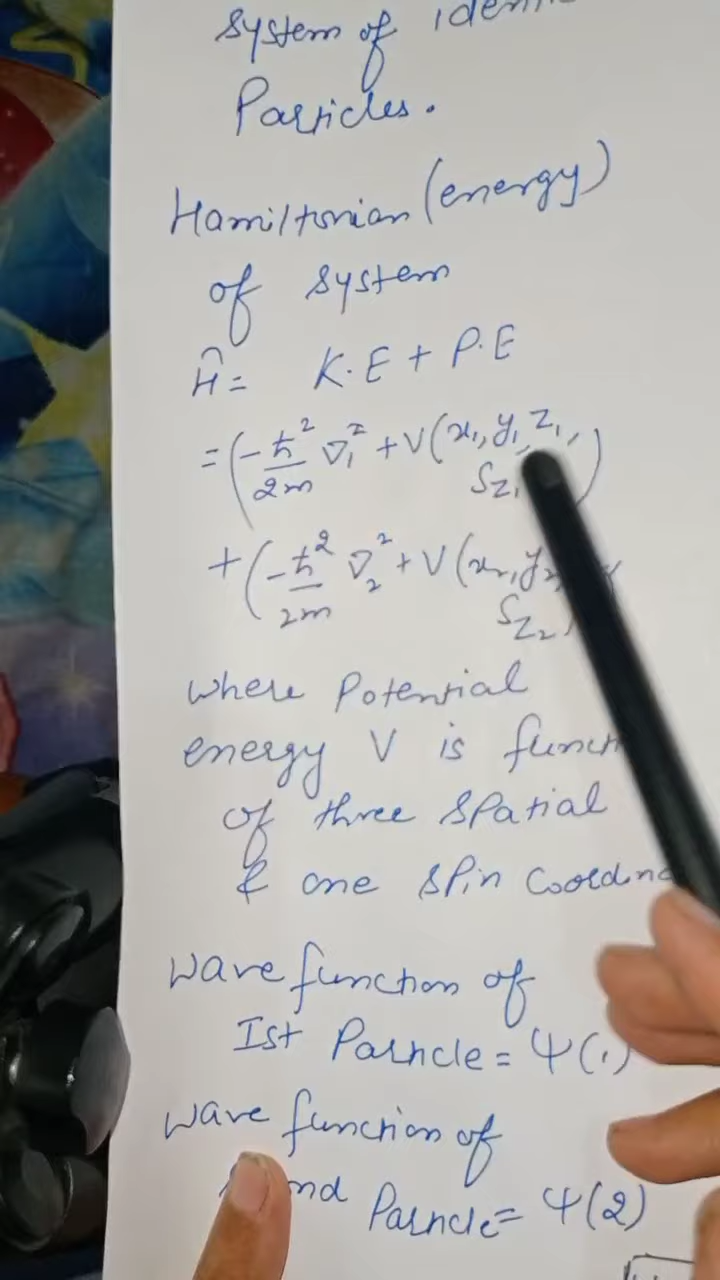 System of
Particles.
Hamiltonian (energy)
of system
Ĥ = K.E + P.E
= (-ħ²/2m ∇₁² + V(x₁, y₁, z₁,
S_Z₁ )
+ (-ħ²/2m ∇₂² + V(x₂, y₂,
S_Z₂)
where Potential
energy V is
of three spatial
& one spin
wave function of
Ist Particle = Ψ(1)
wave function of
Particle = Ψ(2)